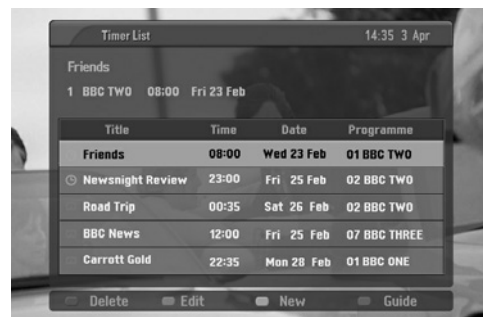 Timer List 14:35 3 Apr
Friends
1 BBC TWO 08:00 Fri 23 Feb
Title Time Date Programme
Friends 08:00 Wed 23 Feb 01 BBC TWO
Newsnight Review 23:00 Fri 25 Feb 02 BBC TWO
Road Trip 00:35 Sat 26 Feb 02 BBC TWO
BBC News 12:00 Fri 25 Feb 07 BBC THREE
Carrott Gold 22:35 Mon 28 Feb 01 BBC ONE
Delete Edit New Guide